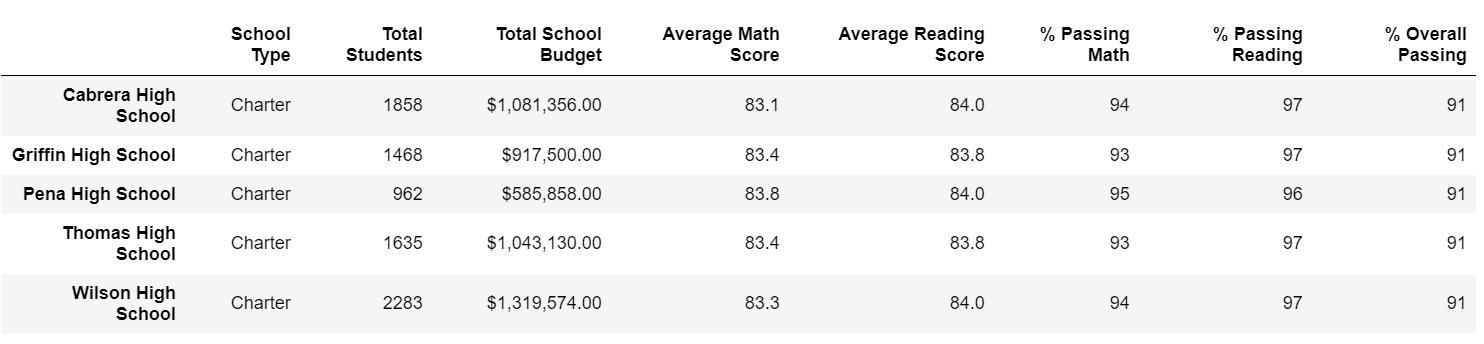 School Type Total Students Total School Budget Average Math Score Average Reading Score % Passing Math % Passing Reading % Overall Passing
Cabrera High School Charter 1858 $1,081,356.00 83.1 84.0 94 97 91
Griffin High School Charter 1468 $917,500.00 83.4 83.8 93 97 91
Pena High School Charter 962 $585,858.00 83.8 84.0 95 96 91
Thomas High School Charter 1635 $1,043,130.00 83.4 83.8 93 97 91
Wilson High School Charter 2283 $1,319,574.00 83.3 84.0 94 97 91